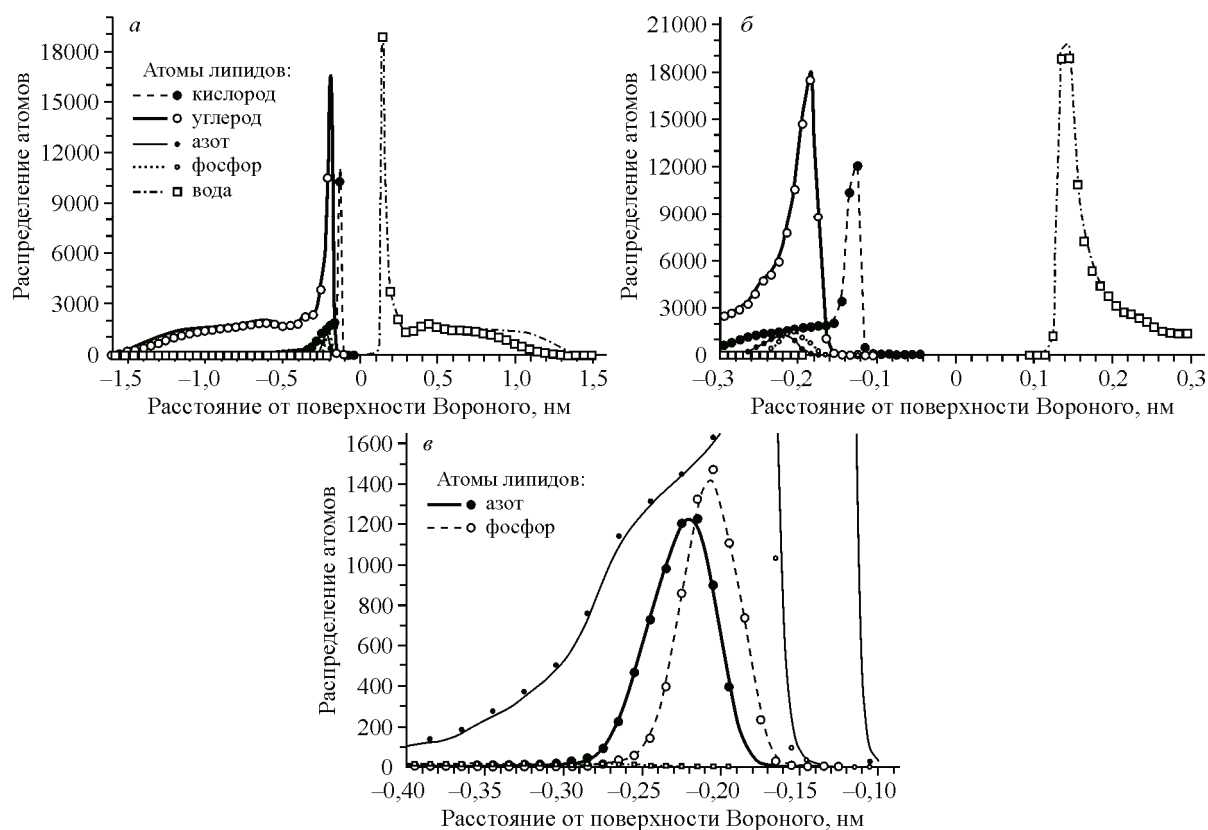 а
18000
15000
12000
9000
6000
3000
0
Распределение атомов
Атомы липидов:
кислород
углерод
азот
фосфор
вода
–1,5 –1,0 –0,5 0 0,5 1,0 1,5
Расстояние от поверхности Вороного, нм
б
21000
18000
15000
12000
9000
6000
3000
0
Распределение атомов
–0,3 –0,2 –0,1 0 0,1 0,2 0,3
Расстояние от поверхности Вороного, нм
в
1600
1400
1200
1000
800
600
400
200
0
Распределение атомов
Атомы липидов:
азот
фосфор
–0,40 –0,35 –0,30 –0,25 –0,20 –0,15 –0,10
Расстояние от поверхности Вороного, нм